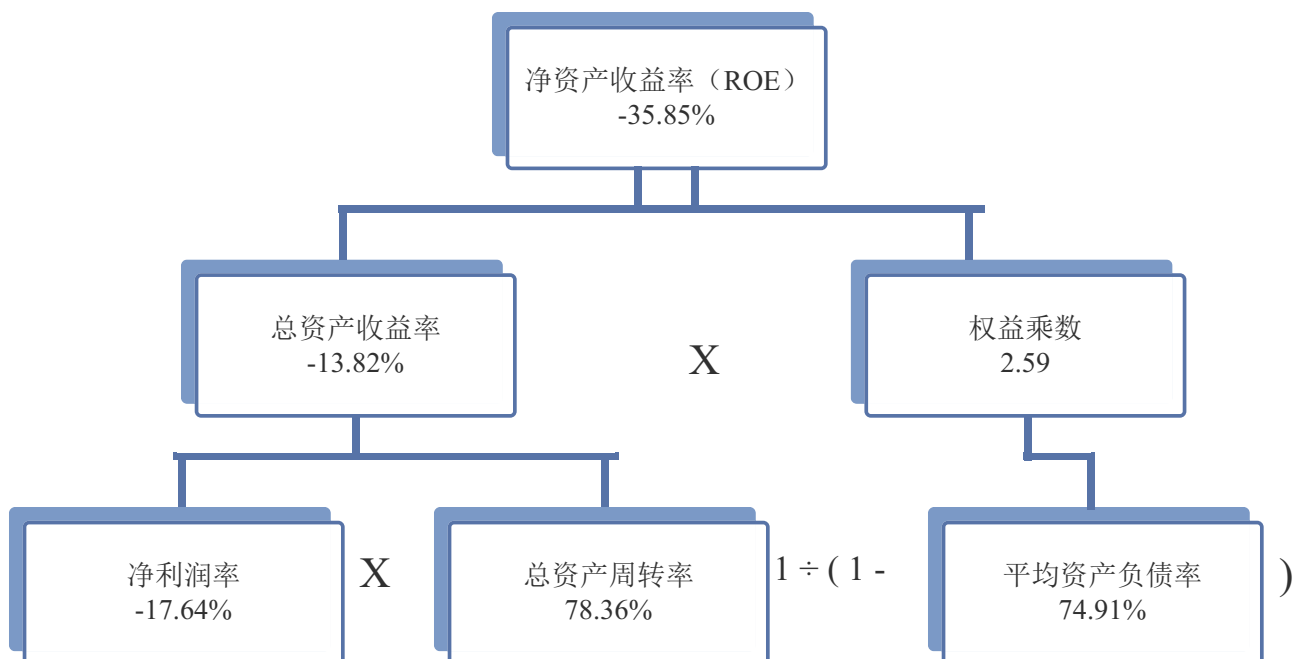 净资产收益率（ROE）
-35.85%
总资产收益率
-13.82%
X
权益乘数
2.59
净利润率
-17.64%
X
总资产周转率
78.36%
1 ÷ ( 1 -
平均资产负债率
74.91%
)